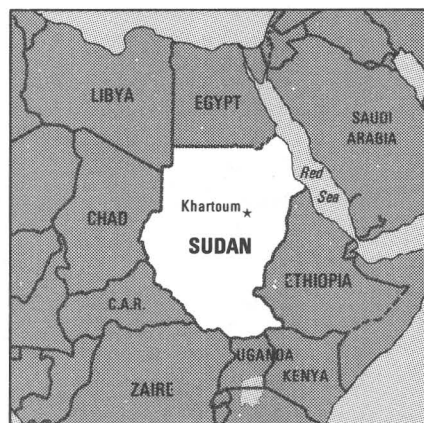 LIBYA
EGYPT
SAUDI
ARABIA
Red
Sea
Khartoum
CHAD
SUDAN
ETHIOPIA
C.A.R.
UGANDA
KENYA
ZAIRE